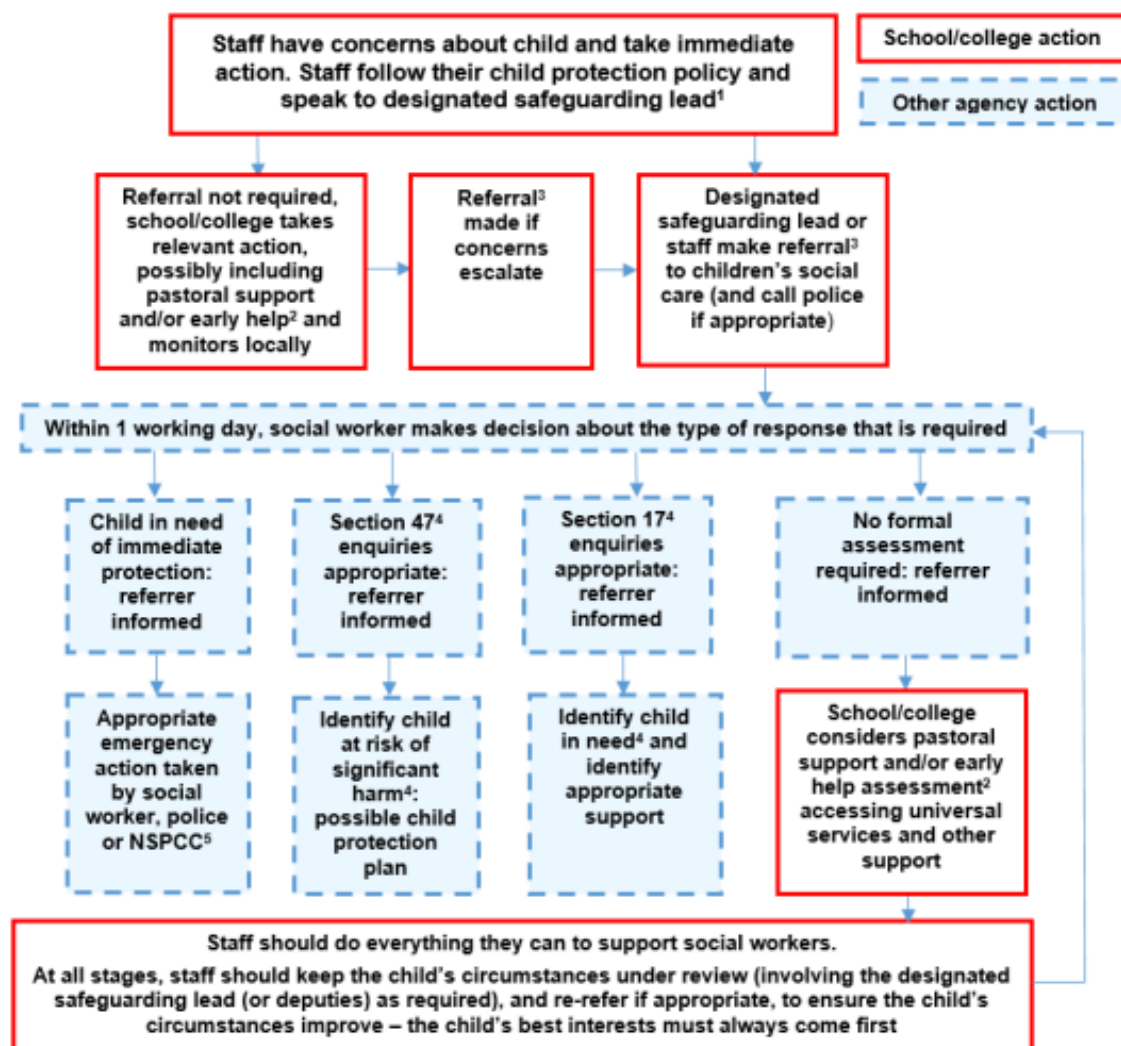 Staff have concerns about child and take immediate
action. Staff follow their child protection policy and
speak to designated safeguarding lead¹
School/college action
Other agency action
Referral not required,
school/college takes
relevant action,
possibly including
pastoral support
and/or early help² and
monitors locally
Referral³
made if
concerns
escalate
Designated
safeguarding lead or
staff make referral³
to children’s social
care (and call police
if appropriate)
Within 1 working day, social worker makes decision about the type of response that is required
Child in need
of immediate
protection:
referrer
informed
Section 47⁴
enquiries
appropriate:
referrer
informed
Section 17⁴
enquiries
appropriate:
referrer
informed
No formal
assessment
required: referrer
informed
Appropriate
emergency
action taken
by social
worker, police
or NSPCC⁵
Identify child
at risk of
significant
harm⁴:
possible child
protection
plan
Identify child
in need⁴ and
identify
appropriate
support
School/college
considers pastoral
support and/or early
help assessment²
accessing universal
services and other
support
Staff should do everything they can to support social workers.
At all stages, staff should keep the child’s circumstances under review (involving the designated
safeguarding lead (or deputies) as required), and re-refer if appropriate, to ensure the child’s
circumstances improve – the child’s best interests must always come first